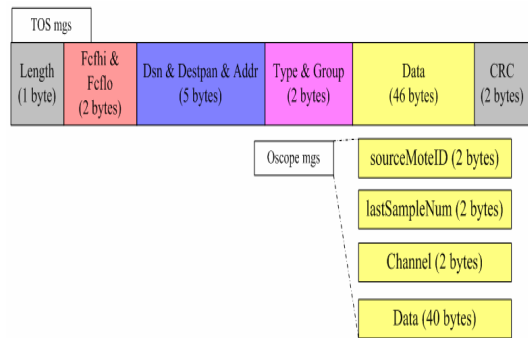 TOS mgs
Length
(1 byte)
Fcfhi &
Fcflo
(2 bytes)
Dsn & Destpan & Addr
(5 bytes)
Type & Group
(2 bytes)
Data
(46 bytes)
CRC
(2 bytes)
Oscope mgs
sourceMoteID (2 bytes)
lastSampleNum (2 bytes)
Channel (2 bytes)
Data (40 bytes)